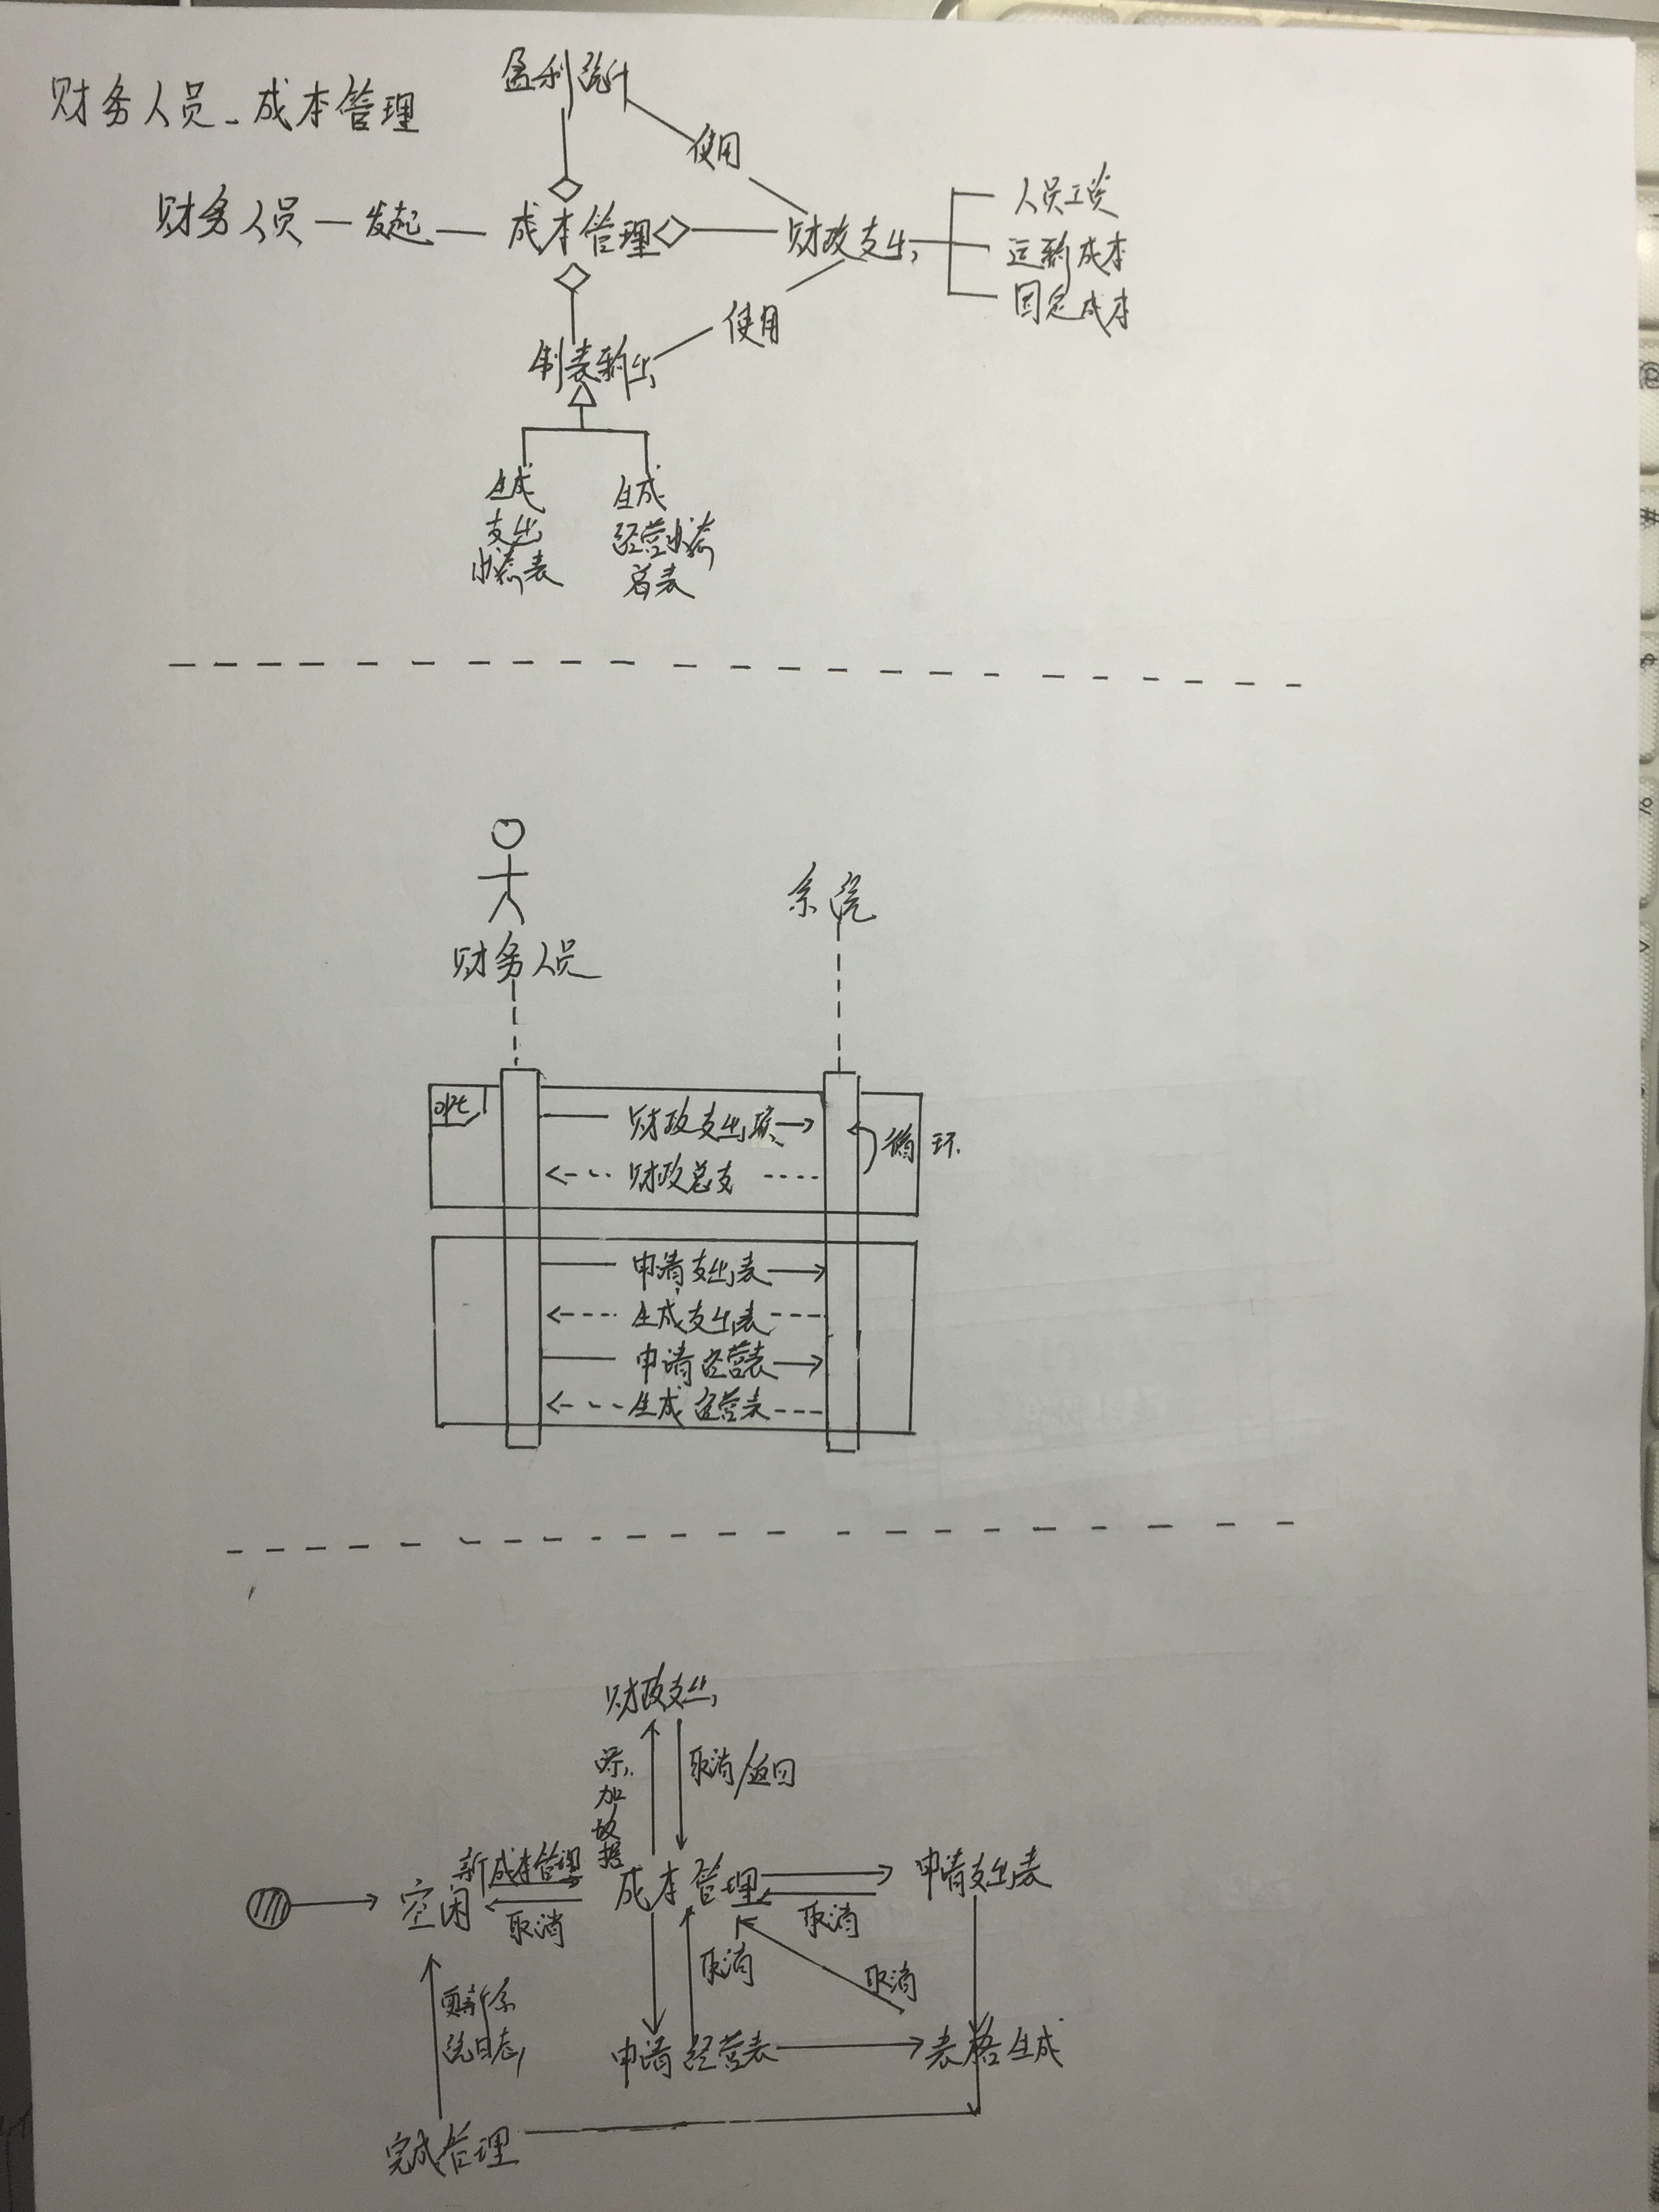 财务人员-成本管理
盈利统计
使用
财务人员 — 发起 — 成本管理
财政支出
人员工资
运输成本
固定成本
使用
制表输出
生成
支出
水费表
生成
经营
总表
财务人员
系统
opt
财政支出
循环
财政总支
申请支出表
生成支出表
申请经营表
生成经营表
财政支出
添加数据
取消/返回
新成本管理
空闲
取消
成本管理
取消
申请支出表
取消
取消
更新系
统日志
申请经营表
表格生成
完成管理